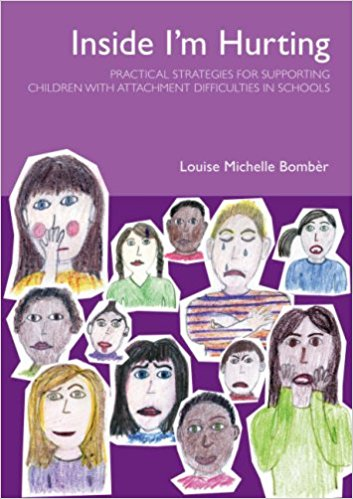 Inside I'm Hurting
PRACTICAL STRATEGIES FOR SUPPORTING
CHILDREN WITH ATTACHMENT DIFFICULTIES IN SCHOOLS
Louise Michelle Bombèr